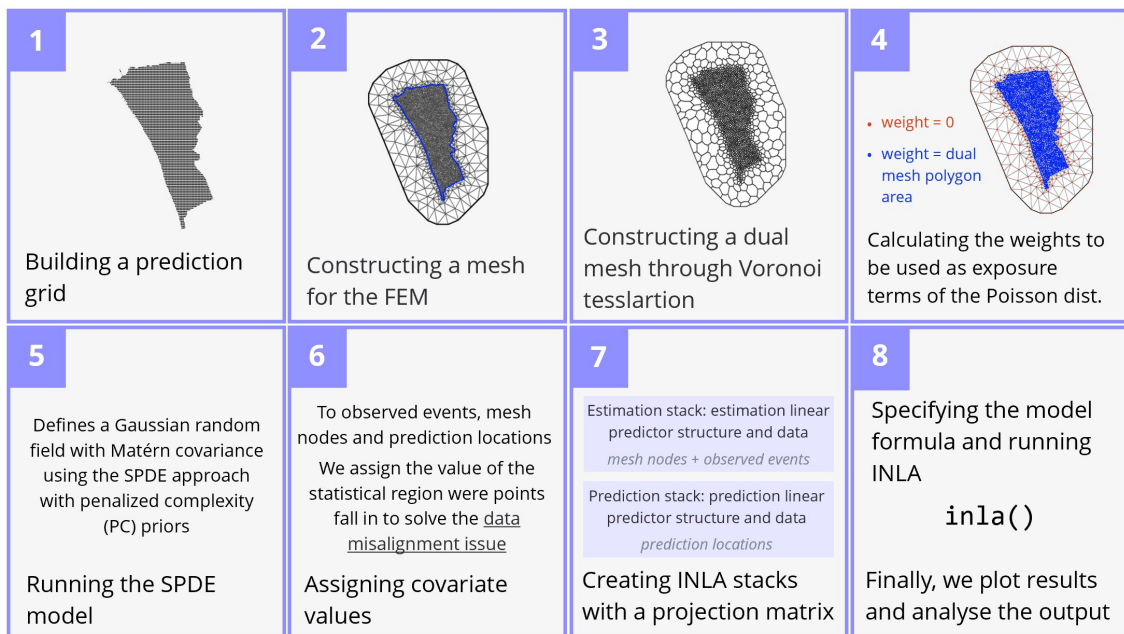 1
Building a prediction
grid
2
Constructing a mesh
for the FEM
3
Constructing a dual
mesh through Voronoi
tesslartion
4
• weight = 0
• weight = dual
mesh polygon
area
Calculating the weights to
be used as exposure
terms of the Poisson dist.
5
Defines a Gaussian random
field with Matérn covariance
using the SPDE approach
with penalized complexity
(PC) priors
Running the SPDE
model
6
To observed events, mesh
nodes and prediction locations
We assign the value of the
statistical region were points
fall in to solve the data
misalignment issue
Assigning covariate
values
7
Estimation stack: estimation linear
predictor structure and data
mesh nodes + observed events
Prediction stack: prediction linear
predictor structure and data
prediction locations
Creating INLA stacks
with a projection matrix
8
Specifying the model
formula and running
INLA
inla()
Finally, we plot results
and analyse the output